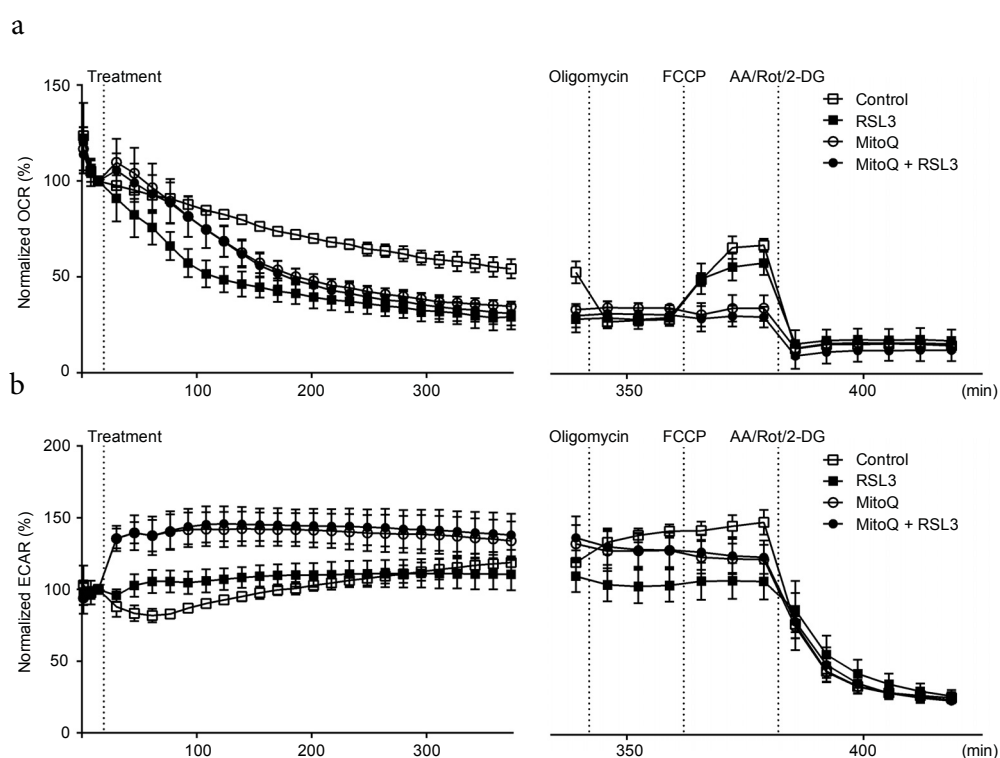 a
Treatment
Oligomycin FCCP AA/Rot/2-DG
150
100
50
0
Normalized OCR (%)
Control
RSL3
MitoQ
MitoQ + RSL3
100 200 300 350 400 (min)
b
Treatment
Oligomycin FCCP AA/Rot/2-DG
200
150
100
50
0
Normalized ECAR (%)
Control
RSL3
MitoQ
MitoQ + RSL3
100 200 300 350 400 (min)